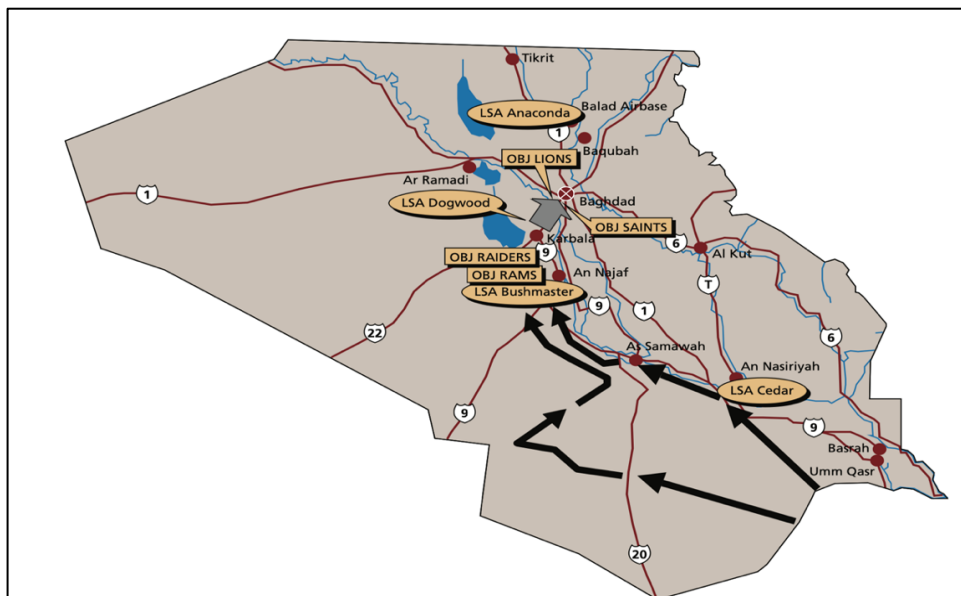 Tikrit
LSA Anaconda
Balad Airbase
1
Baqubah
OBJ LIONS
Ar Ramadi
1
LSA Dogwood
Baghdad
OBJ SAINTS
Karbala
6
Al Kut
OBJ RAIDERS
9
OBJ RAMS
An Najaf
T
LSA Bushmaster
9
1
22
6
As Samawah
An Nasiriyah
LSA Cedar
9
9
Basrah
Umm Qasr
20